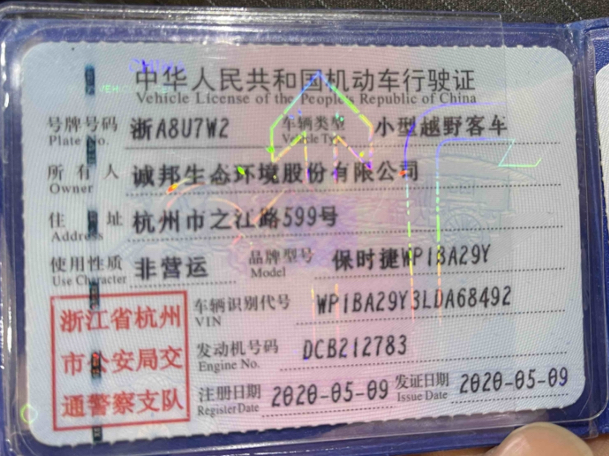 中华人民共和国机动车行驶证
Vehicle License of the People's Republic of China
号牌号码 浙A8U7W2 车辆类型 小型越野客车
Plate No. Vehicle Type
所有人 诚邦生态环境股份有限公司
Owner
住址 杭州市之江路599号
Address
使用性质 非营运 品牌型号 保时捷WP1BA29Y
Use Character Model
车辆识别代号 WP1BA29Y3LDA68492
VIN
发动机号码 DCB212783
Engine No.
注册日期 2020-05-09 发证日期 2020-05-09
Register Date Issue Date
浙江省杭州
市公安局交
通警察支队